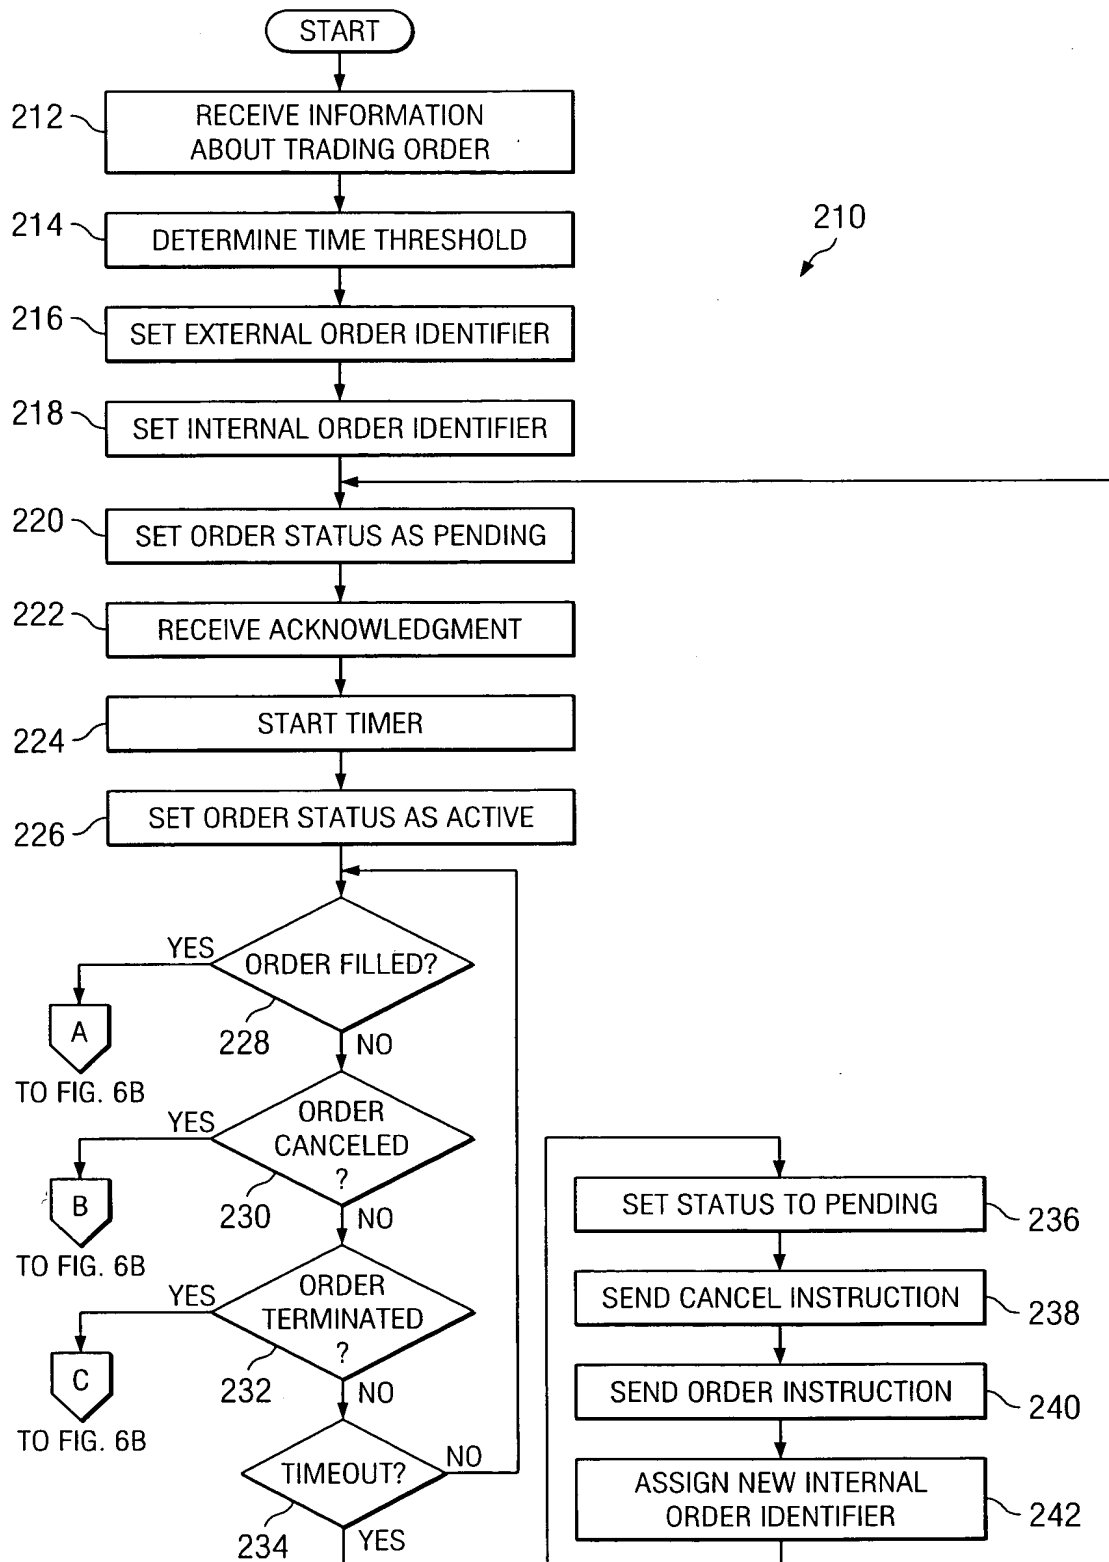 START
212
RECEIVE INFORMATION
ABOUT TRADING ORDER
214
DETERMINE TIME THRESHOLD
210
216
SET EXTERNAL ORDER IDENTIFIER
218
SET INTERNAL ORDER IDENTIFIER
220
SET ORDER STATUS AS PENDING
222
RECEIVE ACKNOWLEDGMENT
224
START TIMER
226
SET ORDER STATUS AS ACTIVE
YES
ORDER FILLED?
A
228
NO
TO FIG. 6B
YES
ORDER
CANCELED
?
B
230
NO
TO FIG. 6B
YES
ORDER
TERMINATED
?
C
232
NO
TO FIG. 6B
TIMEOUT?
NO
234
YES
SET STATUS TO PENDING
236
SEND CANCEL INSTRUCTION
238
SEND ORDER INSTRUCTION
240
ASSIGN NEW INTERNAL
ORDER IDENTIFIER
242